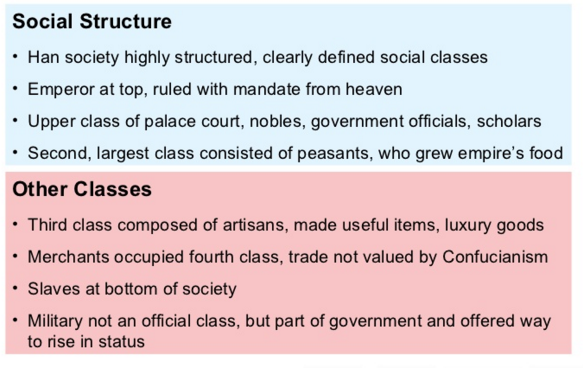 Social Structure
• Han society highly structured, clearly defined social classes
• Emperor at top, ruled with mandate from heaven
• Upper class of palace court, nobles, government officials, scholars
• Second, largest class consisted of peasants, who grew empire's food
Other Classes
• Third class composed of artisans, made useful items, luxury goods
• Merchants occupied fourth class, trade not valued by Confucianism
• Slaves at bottom of society
• Military not an official class, but part of government and offered way
to rise in status